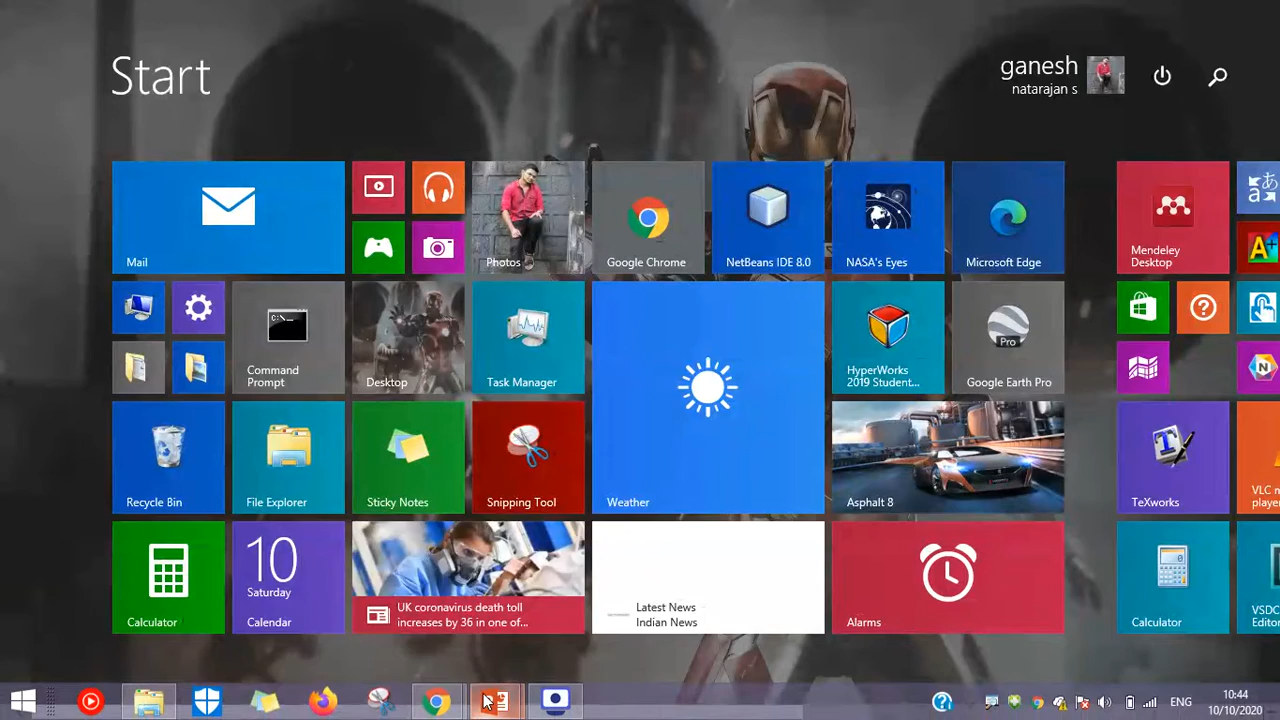 Start
ganesh
natarajan s
Mail
Photos
Google Chrome
NetBeans IDE 8.0
NASA's Eyes
Microsoft Edge
Mendeley
Desktop
Command
Prompt
Desktop
Task Manager
Weather
HyperWorks
2019 Student...
Pro
Google Earth Pro
Recycle Bin
File Explorer
Sticky Notes
Snipping Tool
Asphalt 8
TeXworks
VLC m
player
Calculator
10
Saturday
Calendar
UK coronavirus death toll
increases by 36 in one of...
Latest News
Indian News
Alarms
Calculator
VSDC
Editor
ENG
10:44
10/10/2020